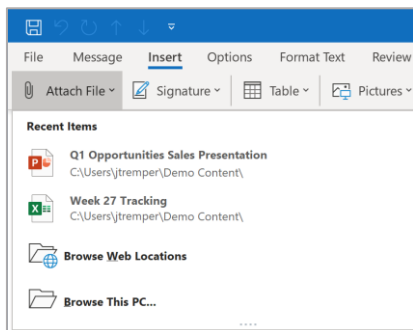 File Message Insert Options Format Text Review
Attach File Signature Table Pictures
Recent Items
Q1 Opportunities Sales Presentation
C:\Users\jtremper\Demo Content\
Week 27 Tracking
C:\Users\jtremper\Demo Content\
Browse Web Locations
Browse This PC...